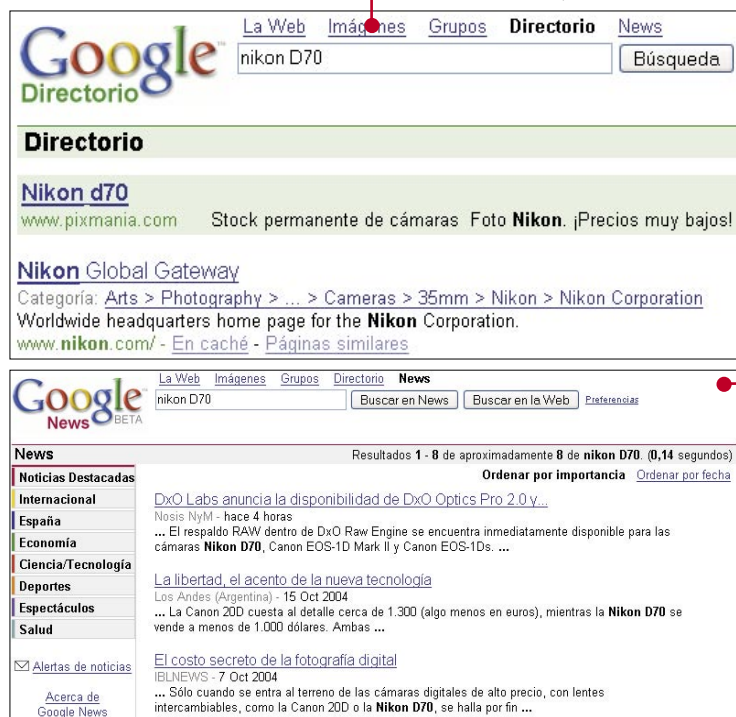 La Web Imágenes Grupos Directorio News
Google
Directorio
nikon D70 Búsqueda
Directorio
Nikon d70
www.pixmania.com Stock permanente de cámaras Foto Nikon. ¡Precios muy bajos!
Nikon Global Gateway
Categoría: Arts > Photography > ... > Cameras > 35mm > Nikon > Nikon Corporation
Worldwide headquarters home page for the Nikon Corporation.
www.nikon.com/ - En caché - Páginas similares
La Web Imágenes Grupos Directorio News
Google
News BETA
nikon D70 Buscar en News Buscar en la Web Preferencias
News Resultados 1 - 8 de aproximadamente 8 de nikon D70. (0,14 segundos)
Ordenar por importancia Ordenar por fecha
Noticias Destacadas
Internacional
España
Economía
Ciencia/Tecnología
Deportes
Espectáculos
Salud
Alertas de noticias
Acerca de
Google News
DxO Labs anuncia la disponibilidad de DxO Optics Pro 2.0 y...
Nosis NyM - hace 4 horas
... El respaldo RAW dentro de DxO Raw Engine se encuentra inmediatamente disponible para las
cámaras Nikon D70, Canon EOS-1D Mark II y Canon EOS-1Ds. ...
La libertad, el acento de la nueva tecnología
Los Andes (Argentina) - 15 Oct 2004
... La Canon 20D cuesta al detalle cerca de 1.300 (algo menos en euros), mientras la Nikon D70 se
vende a menos de 1.000 dólares. Ambas ...
El costo secreto de la fotografía digital
IBLNEWS - 7 Oct 2004
... Sólo cuando se entra al terreno de las cámaras digitales de alto precio, con lentes
intercambiables, como la Canon 20D o la Nikon D70, se halla por fin ...